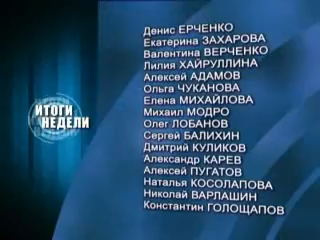 ИТОГИ
НЕДЕЛИ
Денис ЕРЧЕНКО
Екатерина ЗАХАРОВА
Валентина ВЕРЧЕНКО
Лилия ХАЙРУЛЛИНА
Алексей АДАМОВ
Ольга ЧУКАНОВА
Елена МИХАЙЛОВА
Михаил МОДРО
Олег ЛОБАНОВ
Сергей БАЛИХИН
Дмитрий КУЛИКОВ
Александр КАРЕВ
Алексей ПУГАТОВ
Наталья КОСОЛАПОВА
Николай ВАРЛАШИН
Константин ГОЛОЩАПОВ